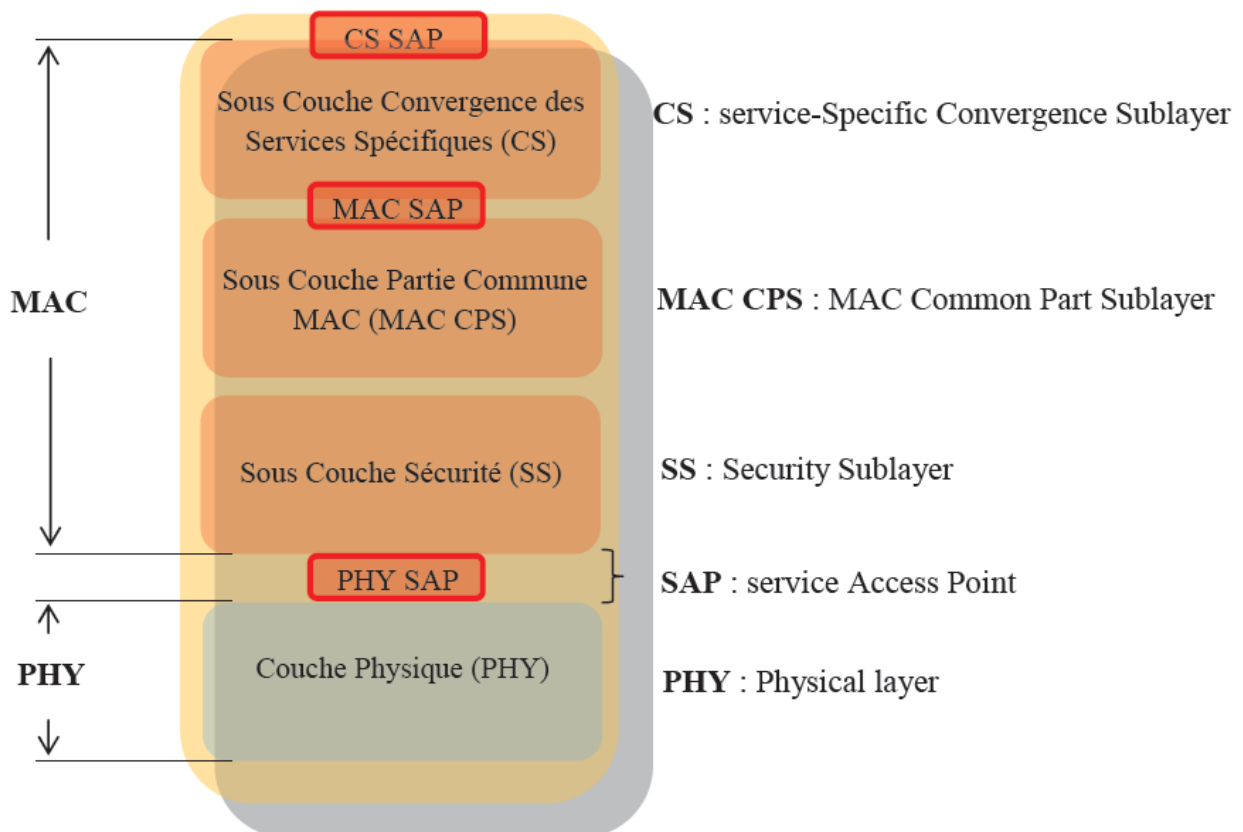 CS SAP
Sous Couche Convergence des
Services Spécifiques (CS)
CS : service-Specific Convergence Sublayer
MAC SAP
MAC
Sous Couche Partie Commune
MAC (MAC CPS)
MAC CPS : MAC Common Part Sublayer
Sous Couche Sécurité (SS)
SS : Security Sublayer
PHY SAP
SAP : service Access Point
PHY
Couche Physique (PHY)
PHY : Physical layer